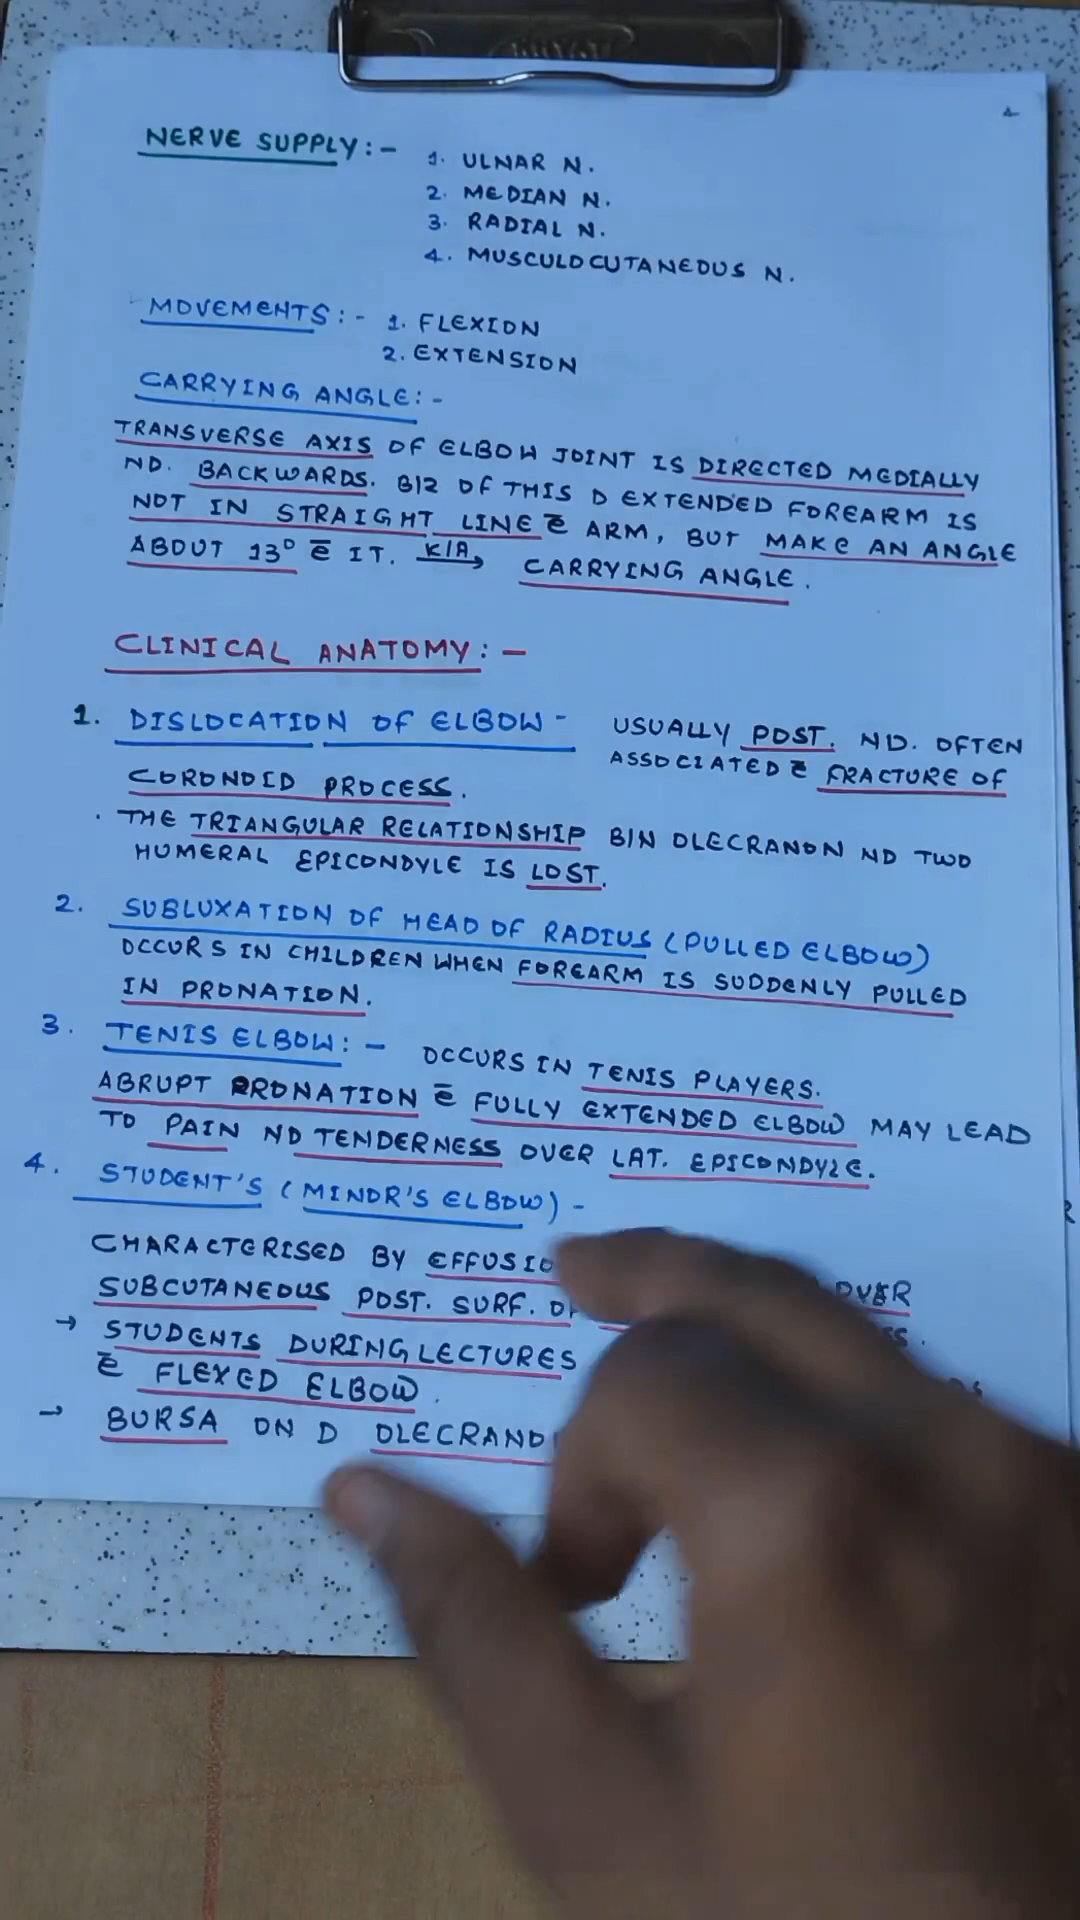 NERVE SUPPLY:-
1. ULNAR N.
2. MEDIAN N.
3. RADIAL N.
4. MUSCULOCUTANEOUS N.
MOVEMENTS:-
1. FLEXION
2. EXTENSION
CARRYING ANGLE:-
TRANSVERSE AXIS OF ELBOW JOINT IS DIRECTED MEDIALLY
ND. BACKWARDS. B/Z OF THIS D EXTENDED FOREARM IS
NOT IN STRAIGHT LINE c̄ ARM, BUT MAKE AN ANGLE
ABOUT 13° c̄ IT. K/A→ CARRYING ANGLE.
CLINICAL ANATOMY:-
1. DISLOCATION OF ELBOW- USUALLY POST. ND. OFTEN
ASSOCIATED c̄ FRACTURE OF
CORONOID PROCESS.
. THE TRIANGULAR RELATIONSHIP B/N OLECRANON ND TWO
HUMERAL EPICONDYLE IS LOST.
2. SUBLUXATION OF HEAD OF RADIUS (PULLED ELBOW)
OCCURS IN CHILDREN WHEN FOREARM IS SUDDENLY PULLED
IN PRONATION.
3. TENIS ELBOW:- OCCURS IN TENIS PLAYERS.
ABRUPT PRONATION c̄ FULLY EXTENDED ELBOW MAY LEAD
TO PAIN ND TENDERNESS OVER LAT. EPICONDYLE.
4. STUDENT'S (MINOR'S ELBOW)-
CHARACTERISED BY EFFUSIO OVER
SUBCUTANEOUS POST. SURF. OF
→ STUDENTS DURING LECTURES
c̄ FLEXED ELBOW.
→ BURSA ON D OLECRANO